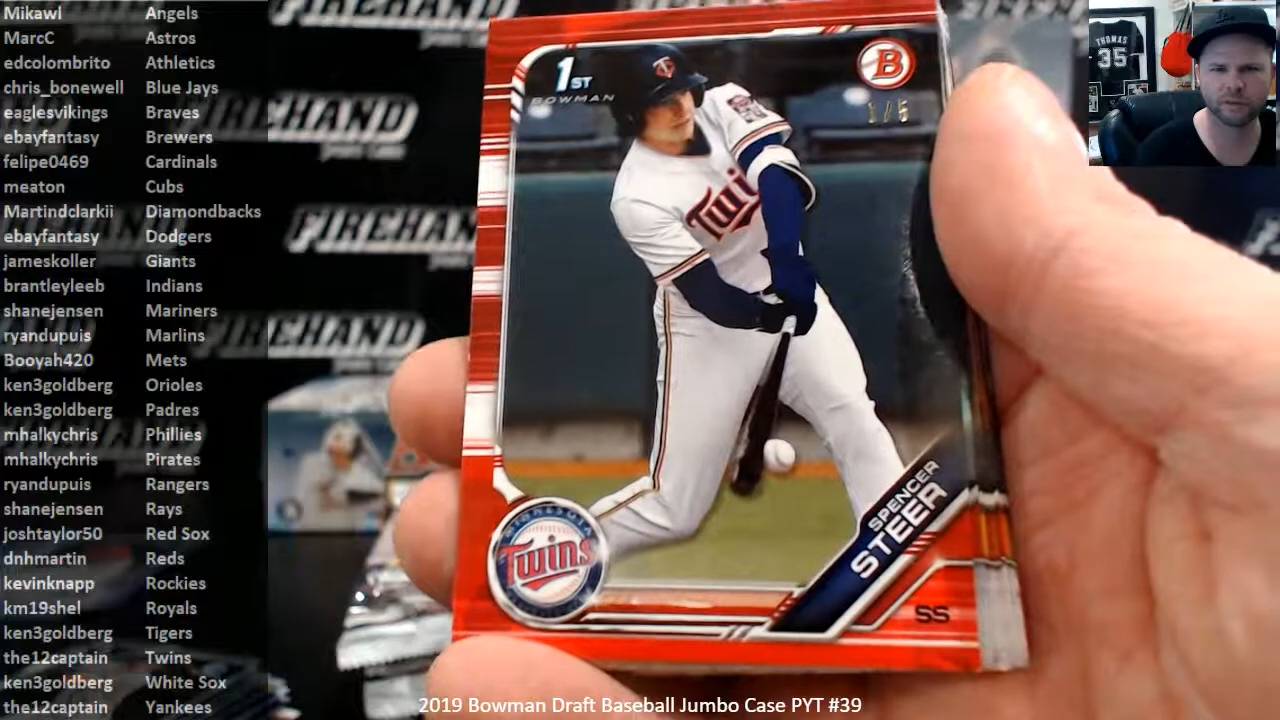 Mikawl Angels
MarcC Astros
edcolombrito Athletics
chris_bonewell Blue Jays
eaglesvikings Braves
ebayfantasy Brewers
felipe0469 Cardinals
meaton Cubs
Martindclarkii Diamondbacks
ebayfantasy Dodgers
jameskoller Giants
brantleyleeb Indians
shanejensen Mariners
ryandupuis Marlins
Booyah420 Mets
ken3goldberg Orioles
ken3goldberg Padres
mhalkychris Phillies
mhalkychris Pirates
ryandupuis Rangers
shanejensen Rays
joshtaylor50 Red Sox
dnhmartin Reds
kevinknapp Rockies
km19shel Royals
ken3goldberg Tigers
the12captain Twins
ken3goldberg White Sox
the12captain Yankees
FIREHAND
FIREHAND
FIREHAND
1ST
BOWMAN
B
1/5
Twi
MINNESOTA
Twins
SPENCER
STEER
SS
THOMAS
35
2019 Bowman Draft Baseball Jumbo Case PYT #39